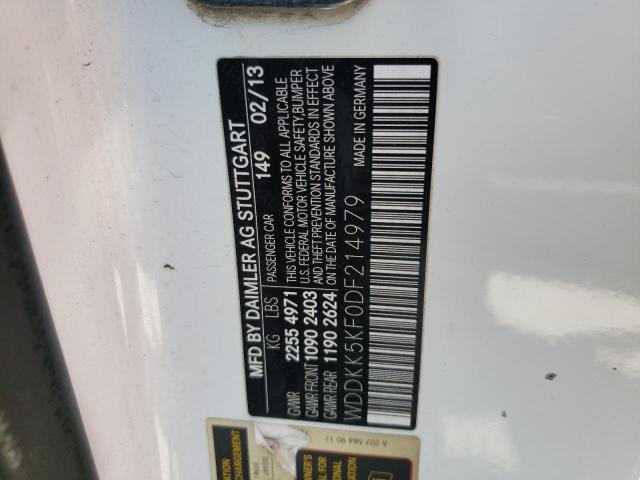 MFD BY DAIMLER AG STUTTGART
PASSENGER CAR 149 02/13
KG LBS
GVWR 2255 4971
GAWR FRONT 1090 2403
GAWR REAR 1190 2624
THIS VEHICLE CONFORMS TO ALL APPLICABLE
U.S. FEDERAL MOTOR VEHICLE SAFETY, BUMPER
AND THEFT PREVENTION STANDARDS IN EFFECT
ON THE DATE OF MANUFACTURE SHOWN ABOVE
WDDKK5KF0DF214979 MADE IN GERMANY
A 207 584 90 17